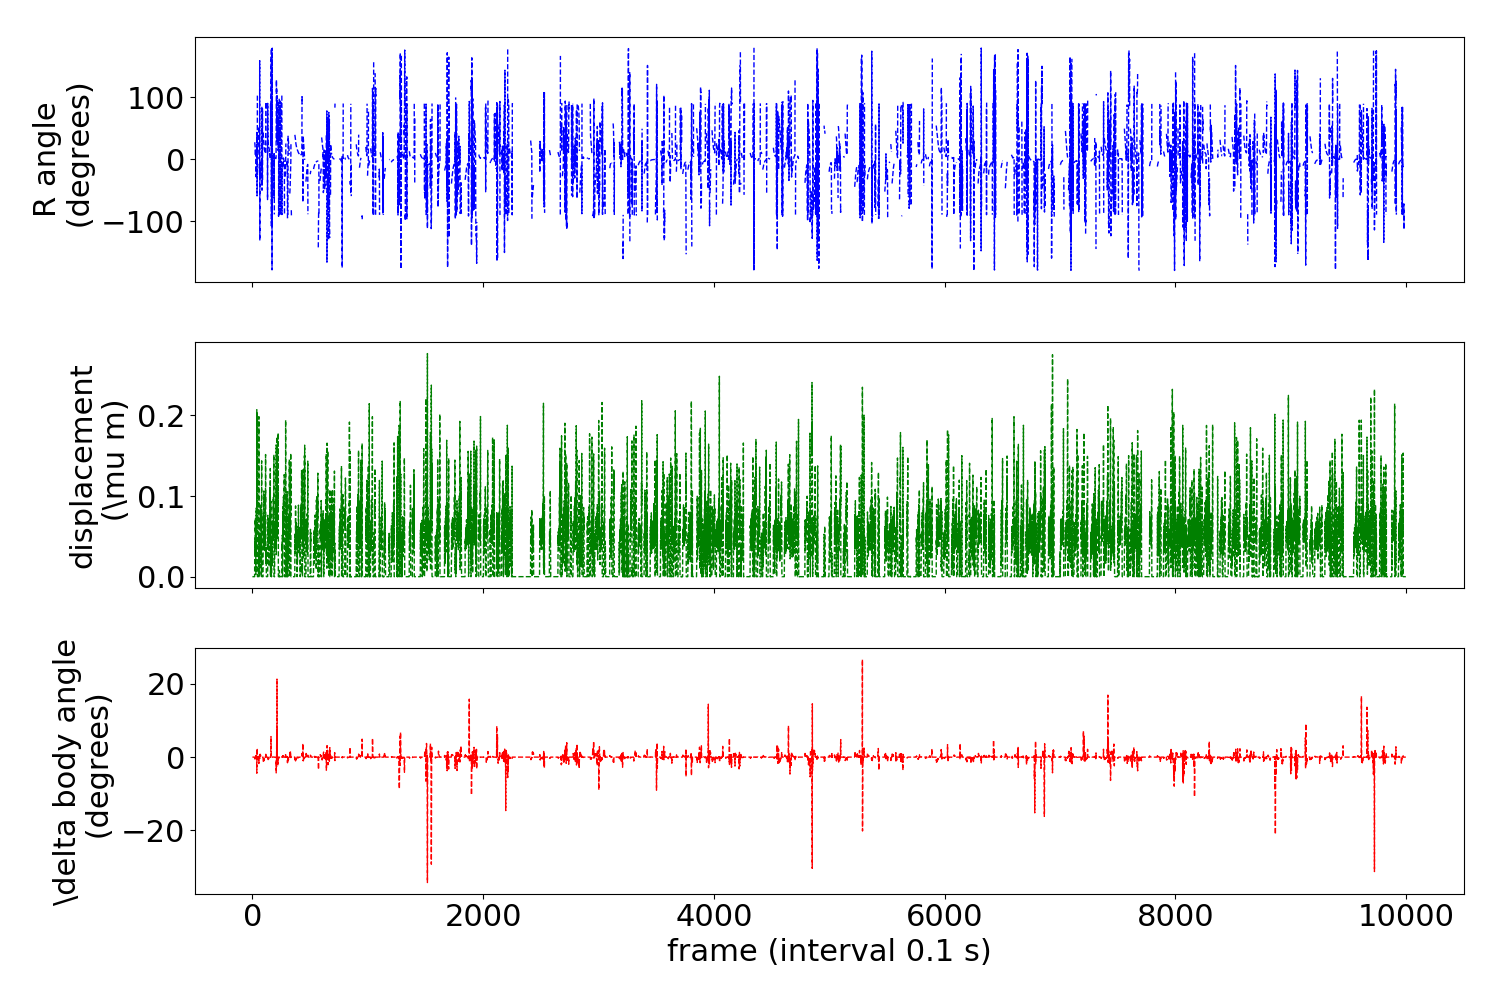 R angle
(degrees)
100
0
−100
displacement
(\mu m)
0.2
0.1
0.0
\delta body angle
(degrees)
20
0
−20
0 2000 4000 6000 8000 10000
frame (interval 0.1 s)